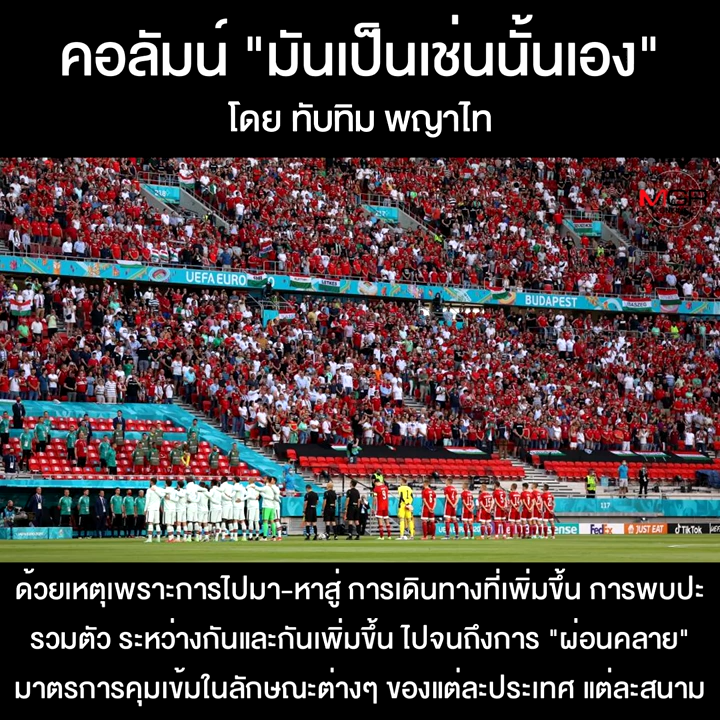 คอลัมน์ "มันเป็นเช่นนั้นเอง"
โดย ทับทิม พญาไท
MGR
218
217
UEFA EURO
BUDAPEST
137
FedEx
JUST EAT
TikTok
ด้วยเหตุเพราะการไปมา-หาสู่ การเดินทางที่เพิ่มขึ้น การพบปะ
รวมตัว ระหว่างกันและกันเพิ่มขึ้น ไปจนถึงการ "ผ่อนคลาย"
มาตรการคุมเข้มในลักษณะต่างๆ ของแต่ละประเทศ แต่ละสนาม